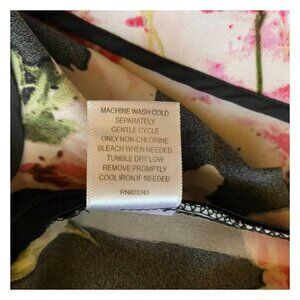 MACHINE WASH COLD
SEPARATELY
GENTLE CYCLE
ONLY NON-CHLORINE
BLEACH WHEN NEEDED
TUMBLE DRY LOW
REMOVE PROMPTLY
COOL IRON IF NEEDED
RN#23243